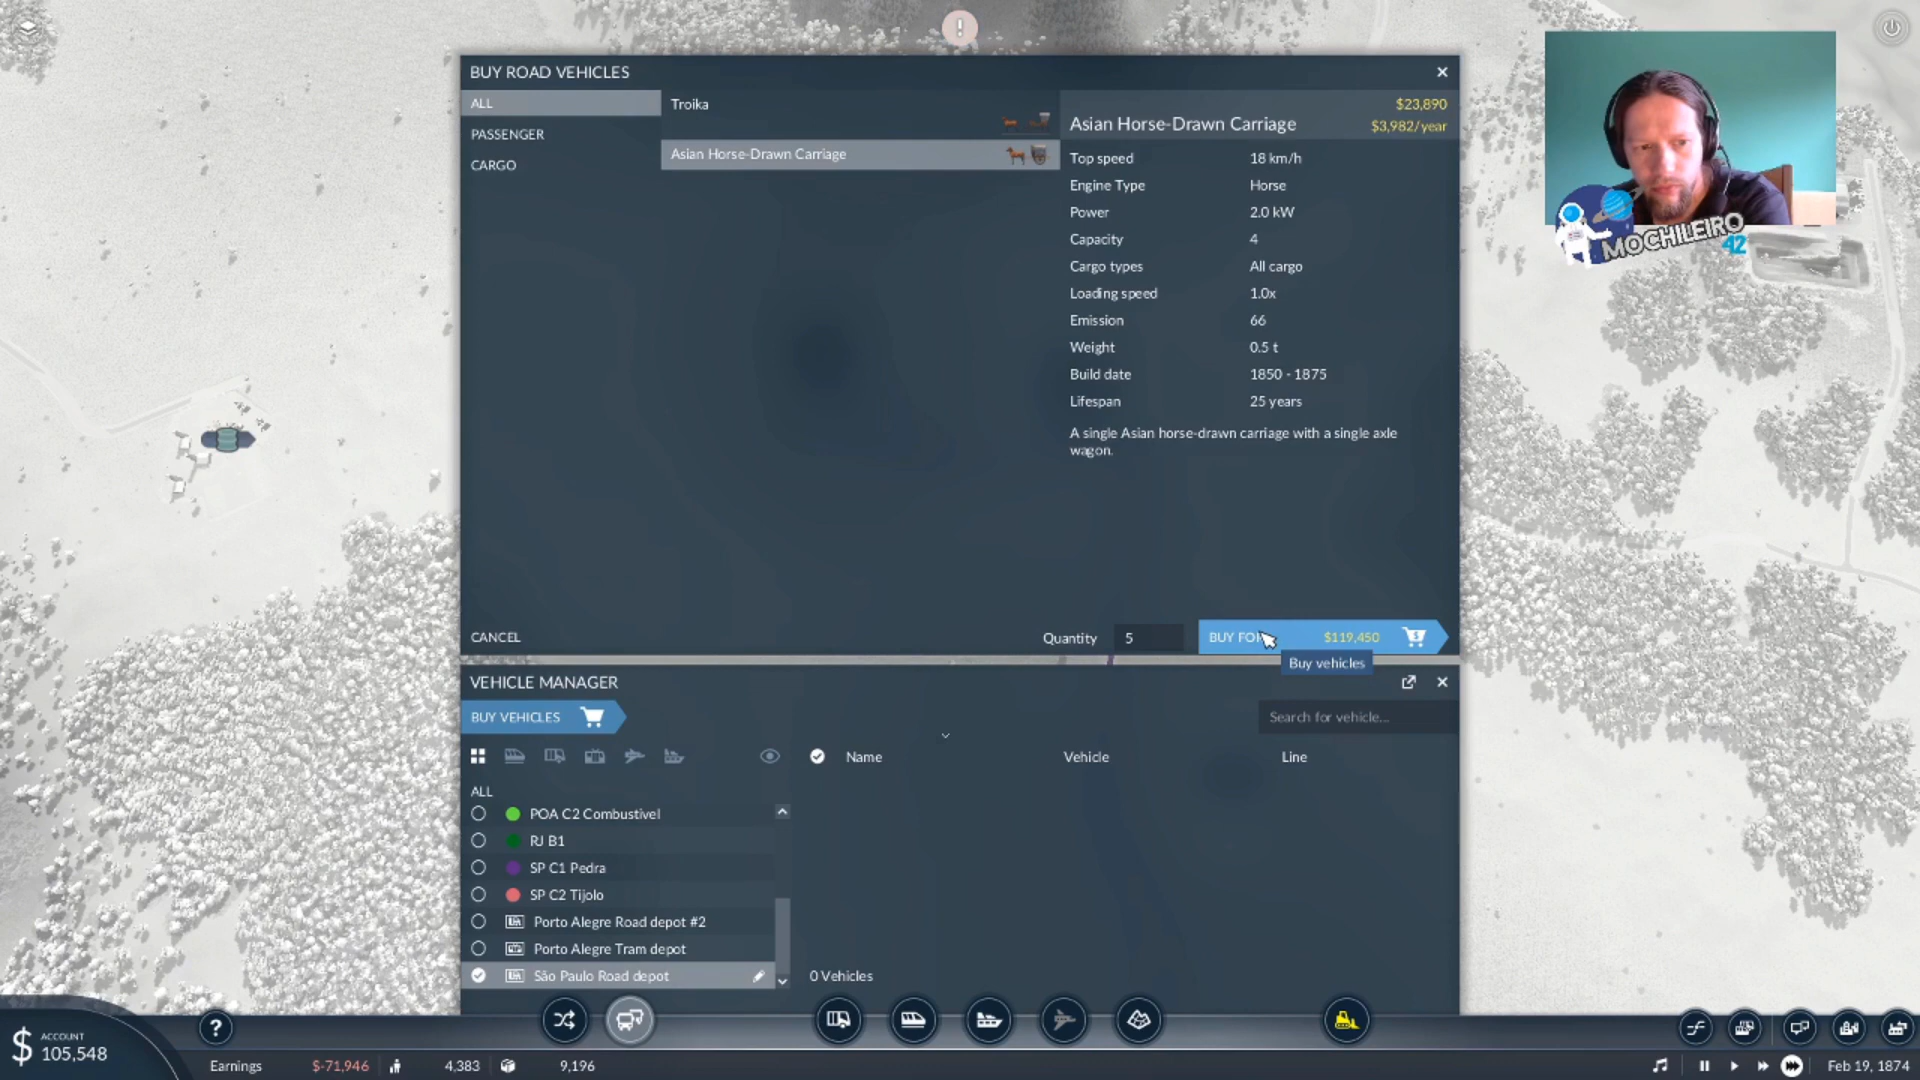 BUY ROAD VEHICLES
ALL
PASSENGER
CARGO
Troika
Asian Horse-Drawn Carriage
$23,890
Asian Horse-Drawn Carriage
$3,982/year
Top speed 18 km/h
Engine Type Horse
Power 2.0 kW
Capacity 4
Cargo types All cargo
Loading speed 1.0x
Emission 66
Weight 0.5 t
Build date 1850 - 1875
Lifespan 25 years
A single Asian horse-drawn carriage with a single axle
wagon.
MOCHILEIRO
42
CANCEL
Quantity 5
BUY FO $119,450
Buy vehicles
VEHICLE MANAGER
BUY VEHICLES
Search for vehicle...
Name Vehicle Line
ALL
POA C2 Combustivel
RJ B1
SP C1 Pedra
SP C2 Tijolo
Porto Alegre Road depot #2
Porto Alegre Tram depot
São Paulo Road depot
0 Vehicles
$ ACCOUNT
105,548
?
Earnings $-71,946 4,383 9,196
Feb 19, 1874